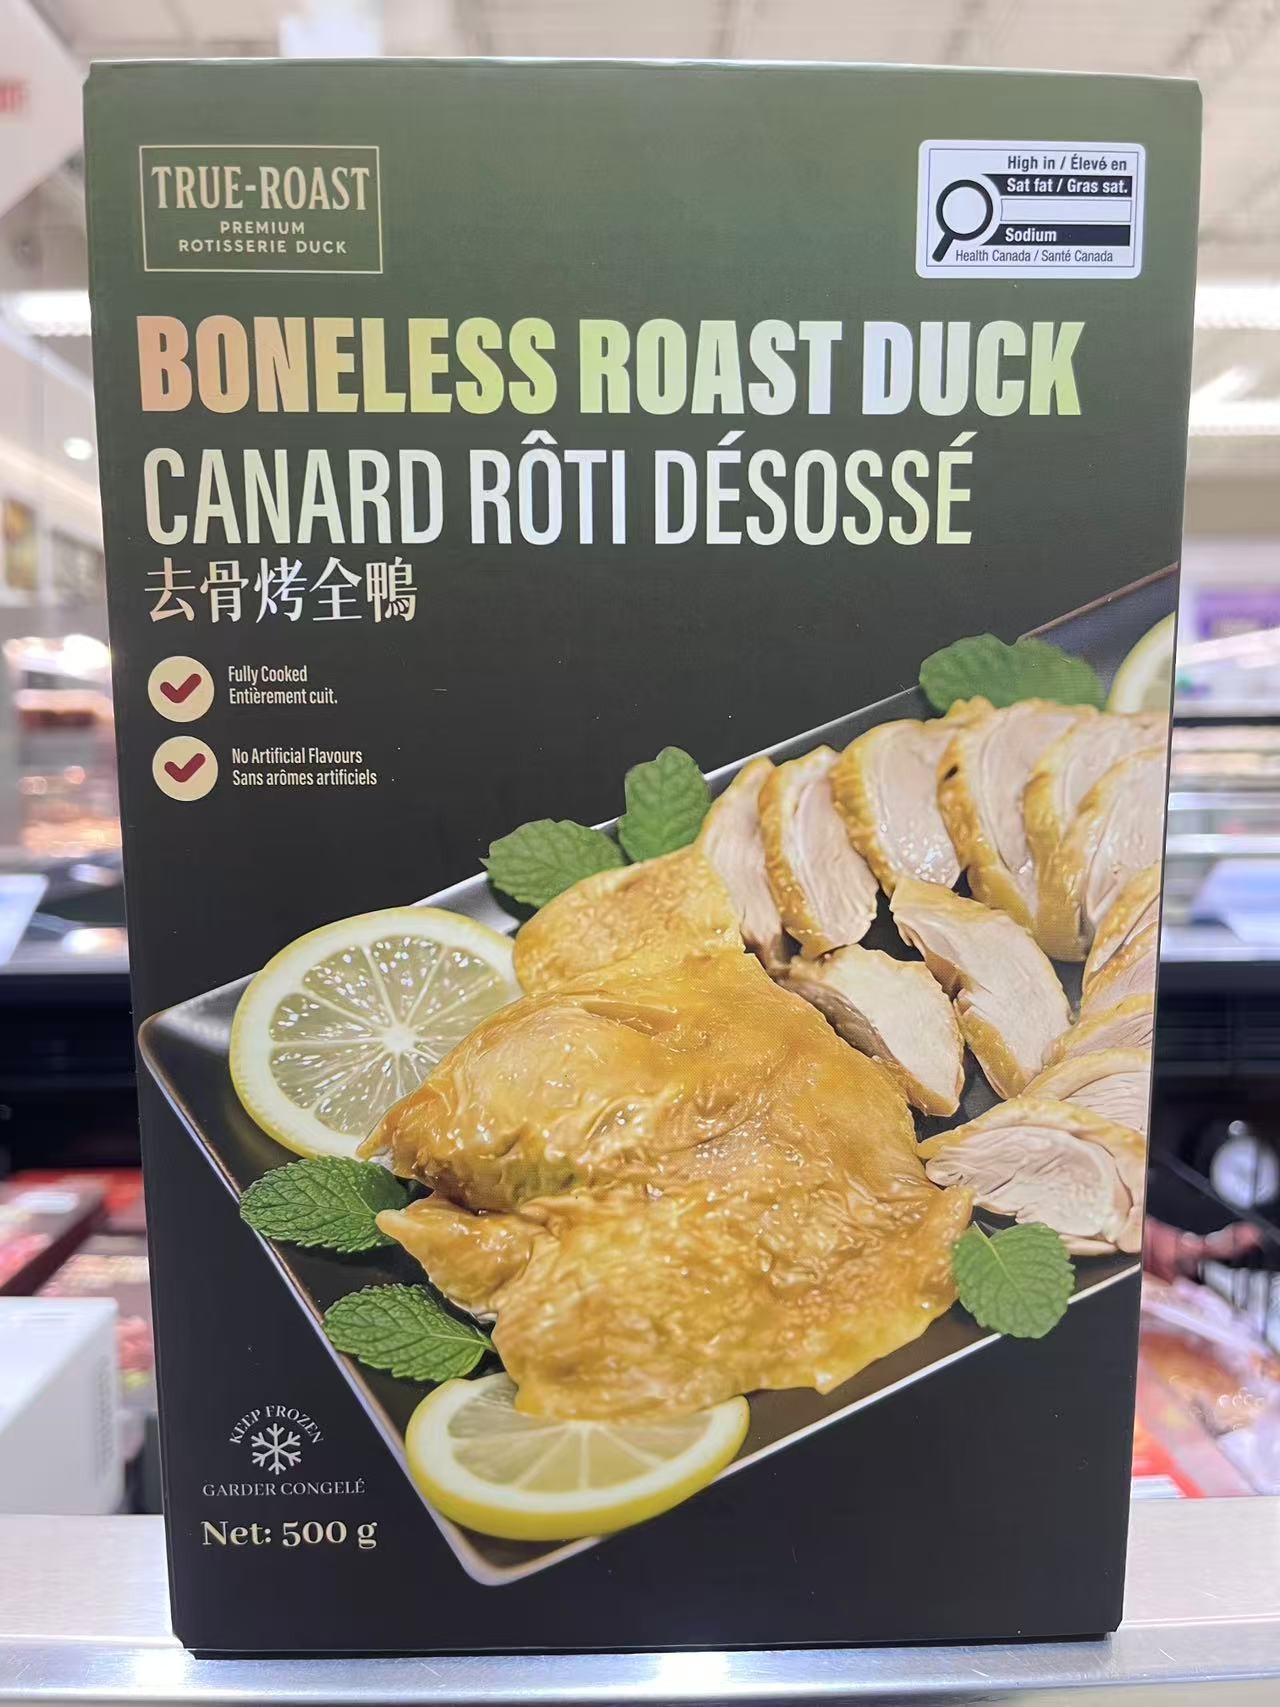 TRUE-ROAST
PREMIUM
ROTISSERIE DUCK
High in / Élevé en
Sat fat / Gras sat.
Sodium
Health Canada / Santé Canada
BONELESS ROAST DUCK
CANARD RÔTI DÉSOSSÉ
去骨烤全鴨
Fully Cooked
Entièrement cuit.
No Artificial Flavours
Sans arômes artificiels
KEEP FROZEN
GARDER CONGELÉ
Net: 500 g